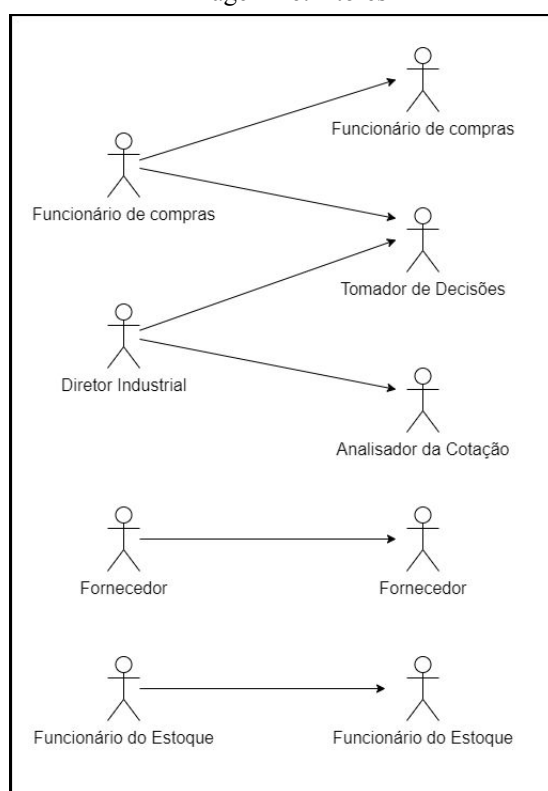 Funcionário de compras
Funcionário de compras
Tomador de Decisões
Diretor Industrial
Analisador da Cotação
Fornecedor
Fornecedor
Funcionário do Estoque
Funcionário do Estoque